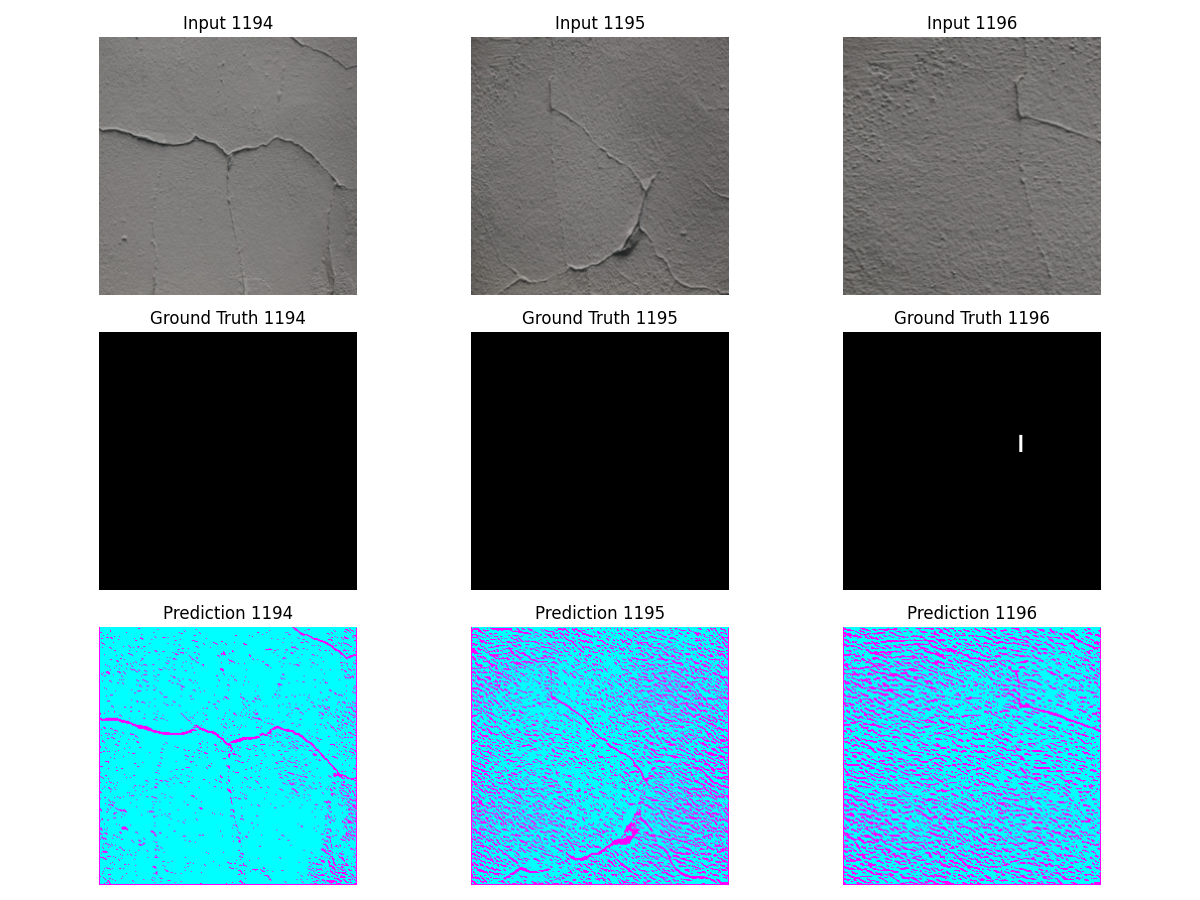 Input 1194
Input 1195
Input 1196
Ground Truth 1194
Ground Truth 1195
Ground Truth 1196
Prediction 1194
Prediction 1195
Prediction 1196